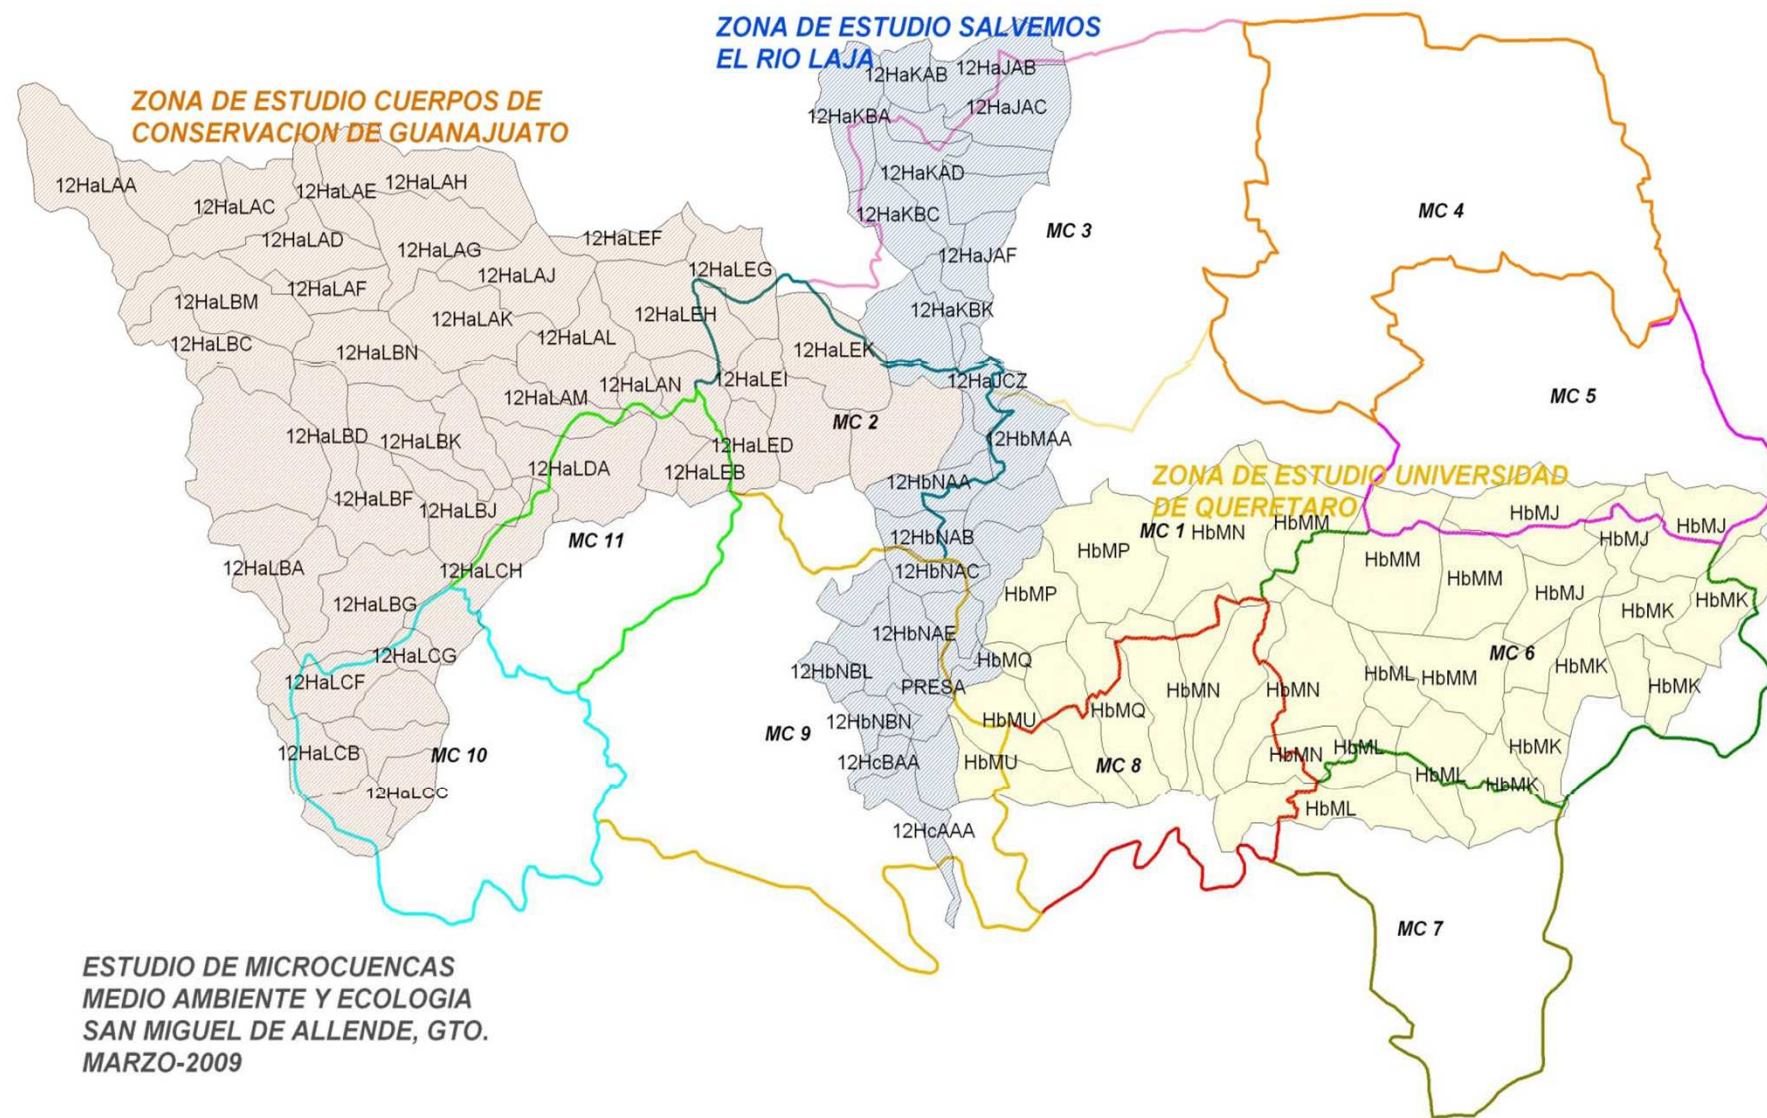 ZONA DE ESTUDIO SALVEMOS
EL RIO LAJA
ZONA DE ESTUDIO CUERPOS DE
CONSERVACION DE GUANAJUATO
12HaKAB
12HaJAB
12HaJAC
12HaKBA
12HaKAD
12HaKBC
12HaJAF
12HaKBK
12HaJCZ
12HbMAA
12HbNAA
12HbNAB
12HbNAC
12HbNAE
12HbNBL
PRESA
12HbNBN
12HcBAA
12HcAAA
12HaLAA
12HaLAC
12HaLAE
12HaLAH
12HaLAD
12HaLAG
12HaLEF
12HaLEG
12HaLAJ
12HaLAF
12HaLBM
12HaLAK
12HaLEH
12HaLAL
12HaLBC
12HaLBN
12HaLEK
12HaLEI
12HaLAN
12HaLAM
12HaLBD
12HaLBK
12HaLED
12HaLDA
12HaLEB
12HaLBF
12HaLBJ
12HaLBA
12HaLCH
12HaLBG
12HaLCG
12HaLCF
12HaLCB
12HaLCC
MC 3
MC 4
MC 5
MC 2
MC 11
MC 10
MC 9
ZONA DE ESTUDIO UNIVERSIDAD
DE QUERETARO
MC 1
HbMN
HbMM
HbMJ
HbMJ
HbMJ
HbMP
HbMM
HbMM
HbMJ
HbMP
HbMK
HbMK
HbMQ
HbML
HbMM
MC 6
HbMK
HbMK
HbMN
HbMN
HbMQ
HbMU
HbMU
MC 8
HbMN
HbML
HbML
HbMK
HbMK
HbML
MC 7
ESTUDIO DE MICROCUENCAS
MEDIO AMBIENTE Y ECOLOGIA
SAN MIGUEL DE ALLENDE, GTO.
MARZO-2009